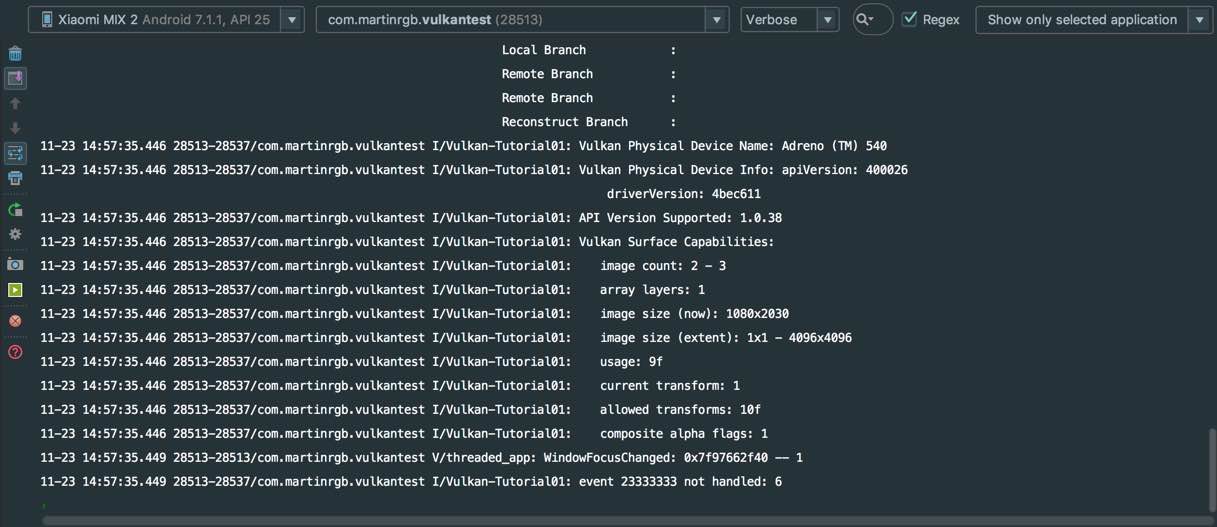 Xiaomi MIX 2 Android 7.1.1, API 25 com.martinrgb.vulkantest (28513) Verbose Regex Show only selected application
Local Branch :
Remote Branch :
Remote Branch :
Reconstruct Branch :
11-23 14:57:35.446 28513-28537/com.martinrgb.vulkantest I/Vulkan-Tutorial01: Vulkan Physical Device Name: Adreno (TM) 540
11-23 14:57:35.446 28513-28537/com.martinrgb.vulkantest I/Vulkan-Tutorial01: Vulkan Physical Device Info: apiVersion: 400026
driverVersion: 4bec611
11-23 14:57:35.446 28513-28537/com.martinrgb.vulkantest I/Vulkan-Tutorial01: API Version Supported: 1.0.38
11-23 14:57:35.446 28513-28537/com.martinrgb.vulkantest I/Vulkan-Tutorial01: Vulkan Surface Capabilities:
11-23 14:57:35.446 28513-28537/com.martinrgb.vulkantest I/Vulkan-Tutorial01: image count: 2 - 3
11-23 14:57:35.446 28513-28537/com.martinrgb.vulkantest I/Vulkan-Tutorial01: array layers: 1
11-23 14:57:35.446 28513-28537/com.martinrgb.vulkantest I/Vulkan-Tutorial01: image size (now): 1080x2030
11-23 14:57:35.446 28513-28537/com.martinrgb.vulkantest I/Vulkan-Tutorial01: image size (extent): 1x1 - 4096x4096
11-23 14:57:35.446 28513-28537/com.martinrgb.vulkantest I/Vulkan-Tutorial01: usage: 9f
11-23 14:57:35.446 28513-28537/com.martinrgb.vulkantest I/Vulkan-Tutorial01: current transform: 1
11-23 14:57:35.446 28513-28537/com.martinrgb.vulkantest I/Vulkan-Tutorial01: allowed transforms: 10f
11-23 14:57:35.446 28513-28537/com.martinrgb.vulkantest I/Vulkan-Tutorial01: composite alpha flags: 1
11-23 14:57:35.449 28513-28513/com.martinrgb.vulkantest V/threaded_app: WindowFocusChanged: 0x7f97662f40 -- 1
11-23 14:57:35.449 28513-28537/com.martinrgb.vulkantest I/Vulkan-Tutorial01: event 23333333 not handled: 6